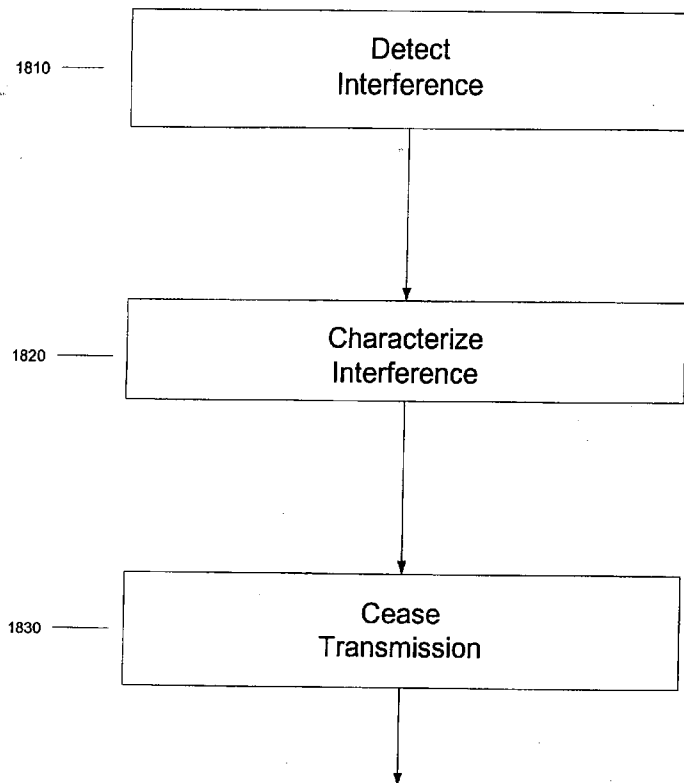 1810
Detect
Interference
1820
Characterize
Interference
1830
Cease
Transmission